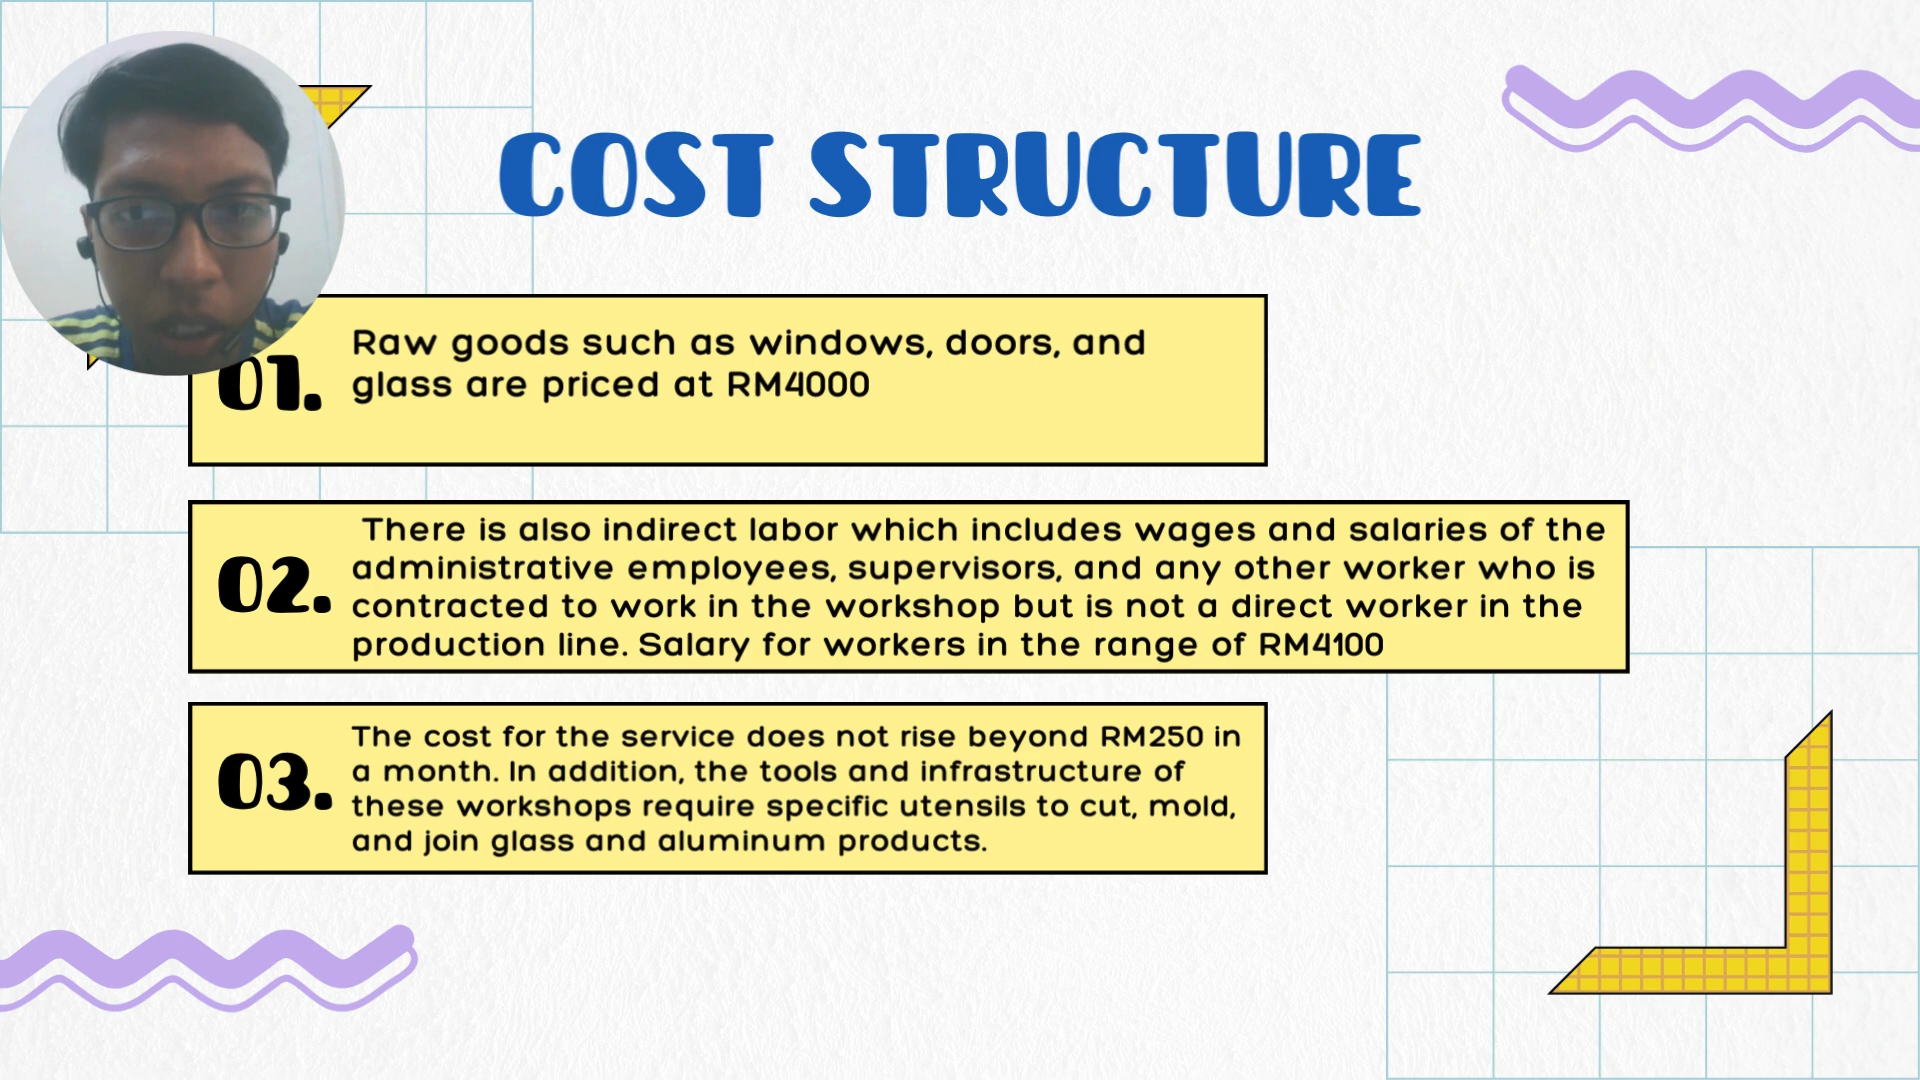 COST STRUCTURE
01.
Raw goods such as windows, doors, and
glass are priced at RM4000
02.
There is also indirect labor which includes wages and salaries of the
administrative employees, supervisors, and any other worker who is
contracted to work in the workshop but is not a direct worker in the
production line. Salary for workers in the range of RM4100
03.
The cost for the service does not rise beyond RM250 in
a month. In addition, the tools and infrastructure of
these workshops require specific utensils to cut, mold,
and join glass and aluminum products.